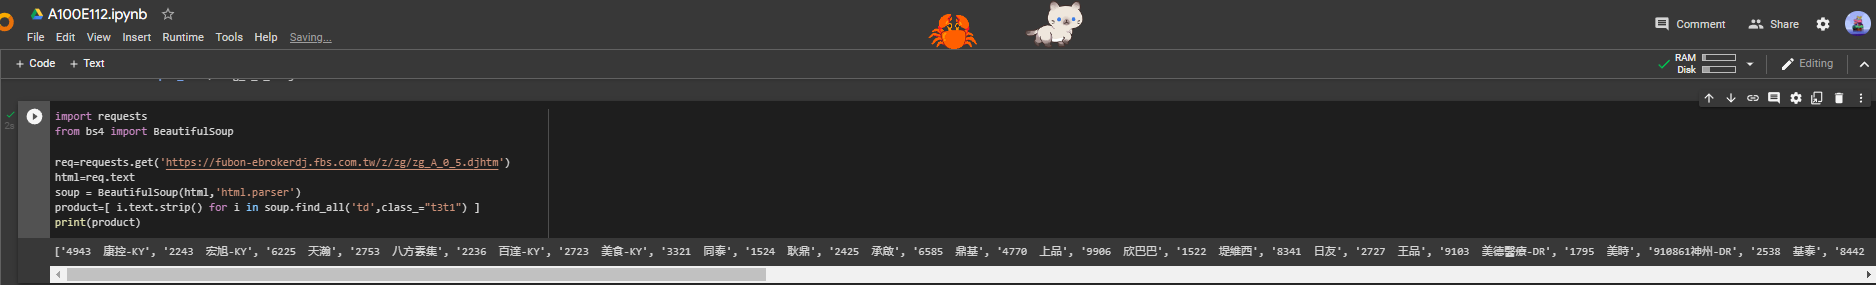 A100E112.ipynb
File Edit View Insert Runtime Tools Help Saving...
Comment Share
+ Code + Text
RAM
Disk
Editing
2s
import requests
from bs4 import BeautifulSoup
req=requests.get('https://fubon-ebrokerdj.fbs.com.tw/z/zg/zg_A_0_5.djhtm')
html=req.text
soup = BeautifulSoup(html,'html.parser')
product=[ i.text.strip() for i in soup.find_all('td',class_="t3t1") ]
print(product)
['4943 康控-KY', '2243 宏旭-KY', '6225 天瀚', '2753 八方雲集', '2236 百達-KY', '2723 美食-KY', '3321 同泰', '1524 耿鼎', '2425 承啟', '6585 鼎基', '4770 上品', '9906 欣巴巴', '1522 堤維西', '8341 日友', '2727 王品', '9103 美德醫療-DR', '1795 美時', '910861神州-DR', '2538 基泰', '8442